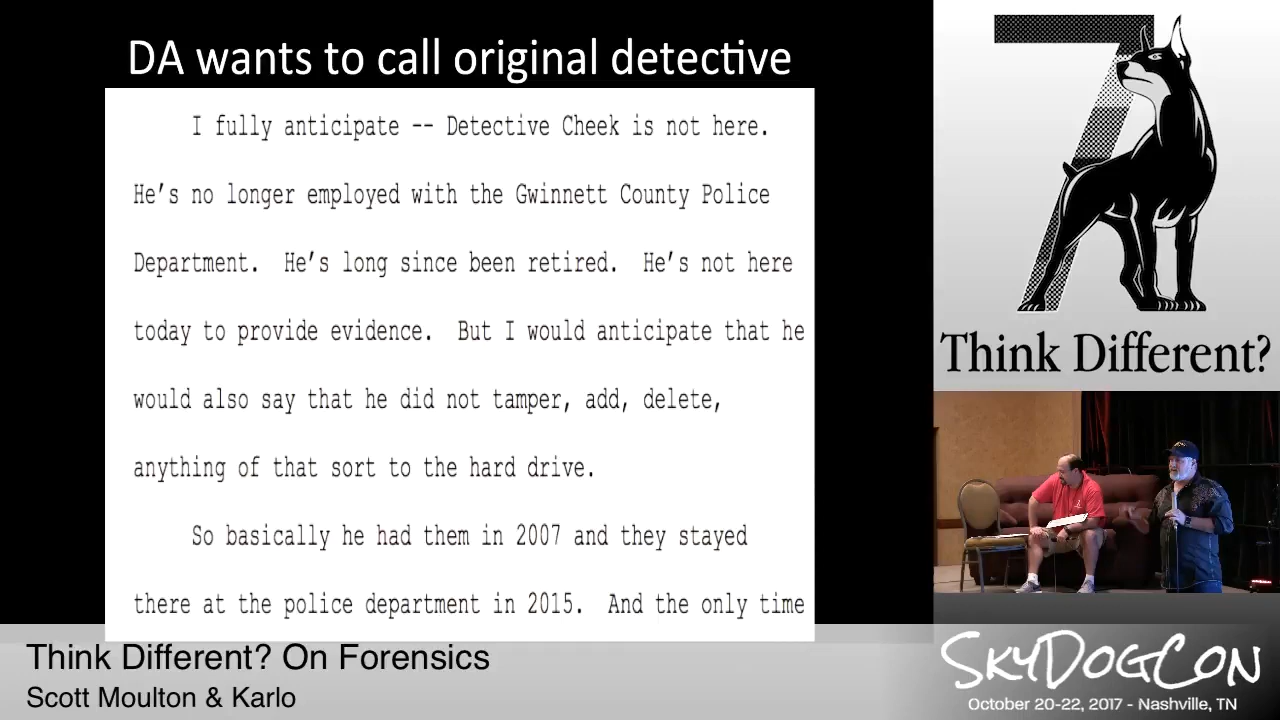 DA wants to call original detective
I fully anticipate -- Detective Cheek is not here.
He's no longer employed with the Gwinnett County Police
Department. He's long since been retired. He's not here
today to provide evidence. But I would anticipate that he
would also say that he did not tamper, add, delete,
anything of that sort to the hard drive.
So basically he had them in 2007 and they stayed
there at the police department in 2015. And the only time
7
Think Different?
Think Different? On Forensics
Scott Moulton & Karlo
SKYDOGCON
October 20-22, 2017 - Nashville, TN